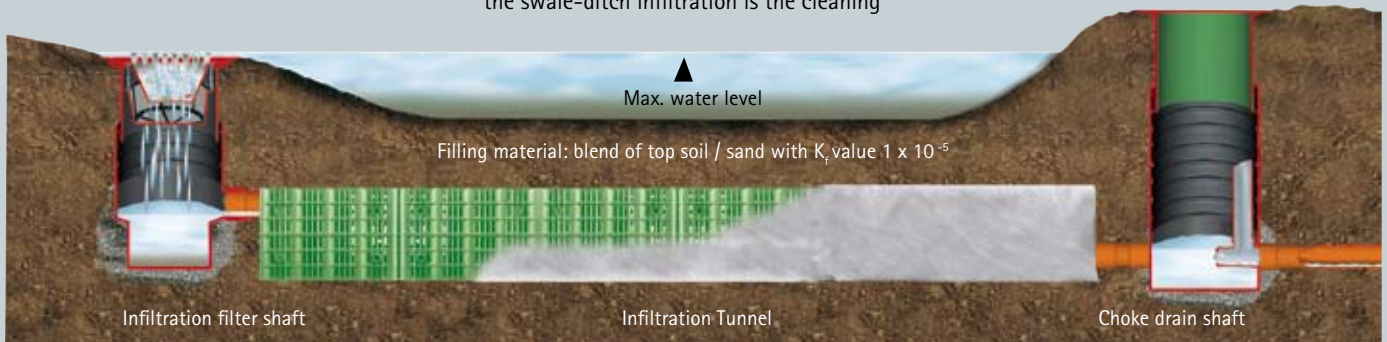 the swale-ditch infiltration is the cleaning
Max. water level
Filling material: blend of top soil / sand with Kf value 1 x 10 -5
Infiltration filter shaft
Infiltration Tunnel
Choke drain shaft